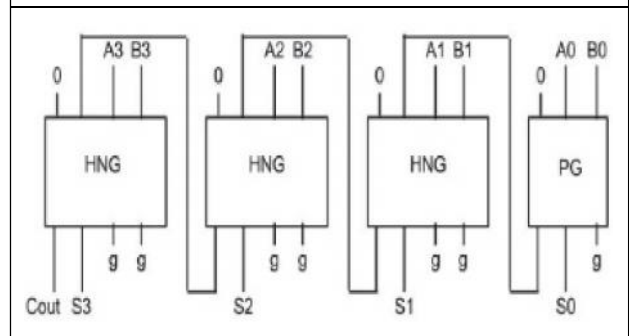 A3 B3 A2 B2 A1 B1 A0 B0
0 0 0 0
HNG HNG HNG PG
g g g g g g g
Cout S3 S2 S1 S0